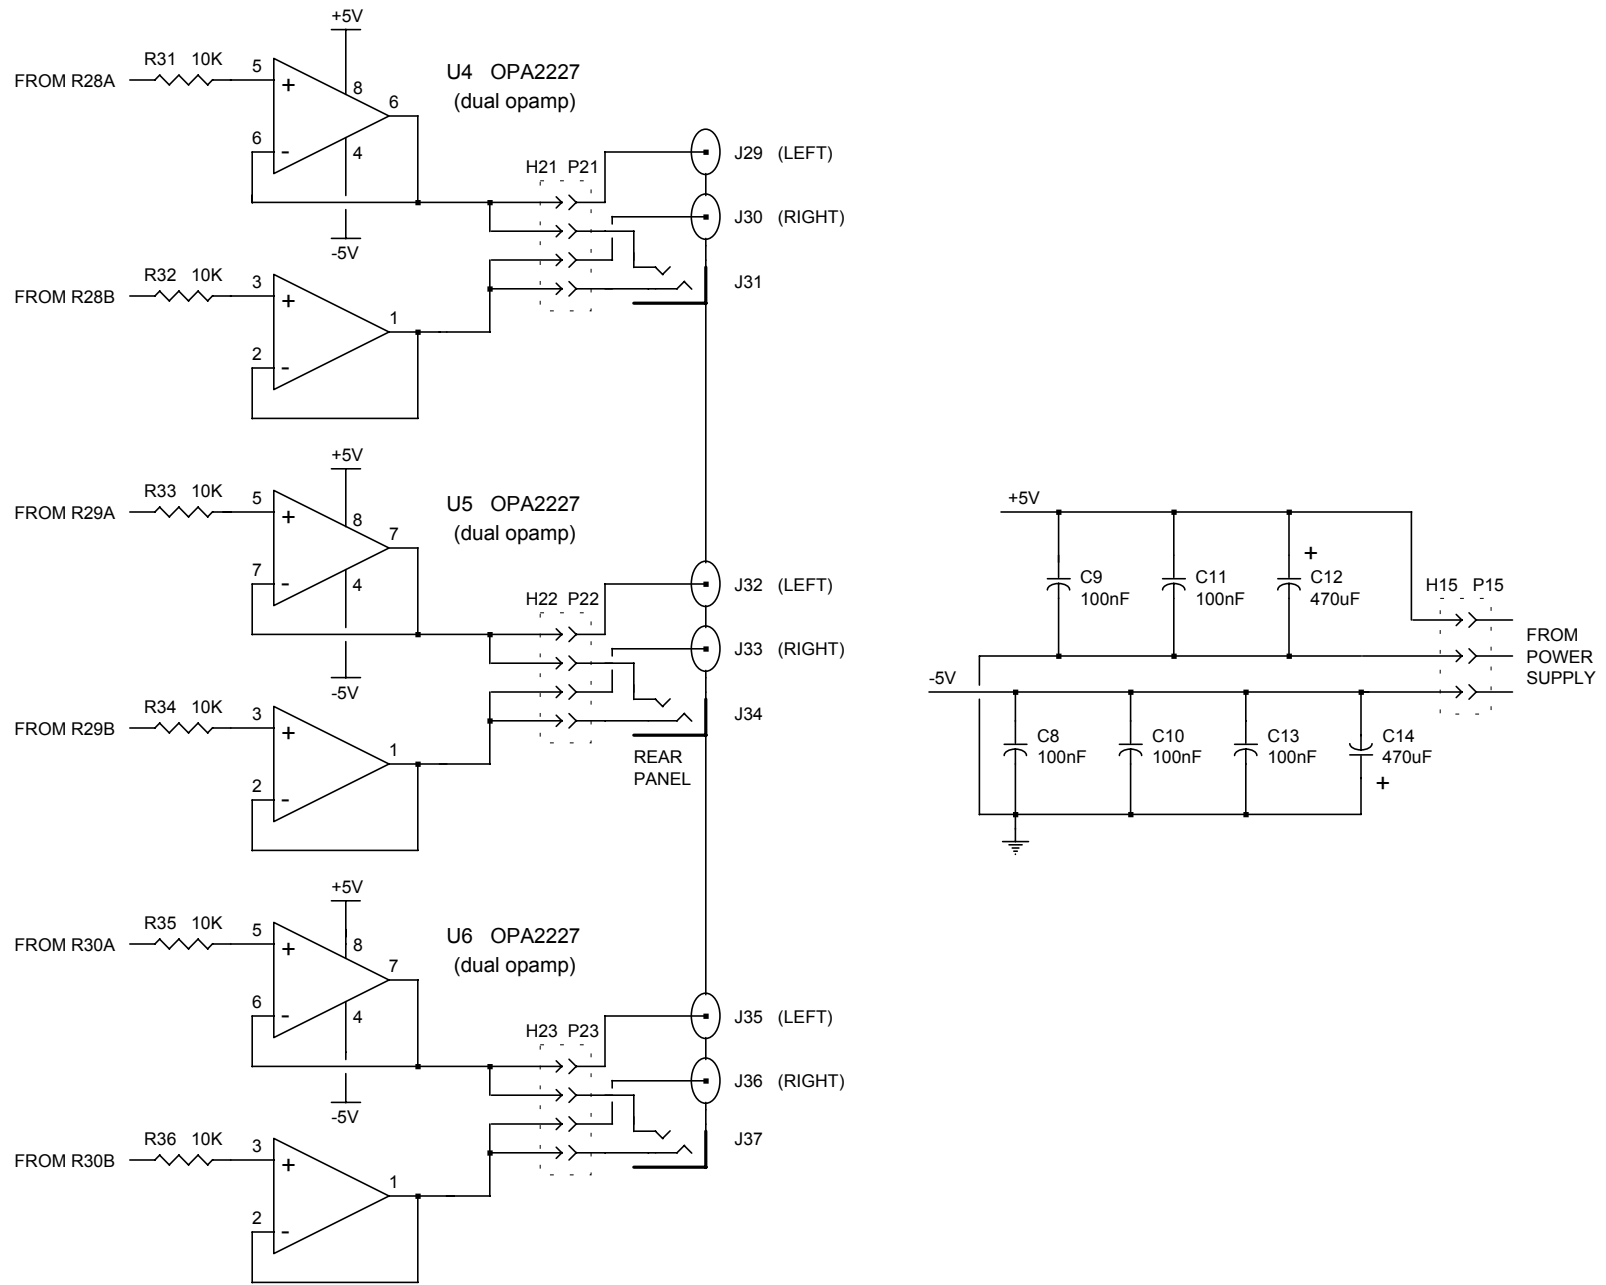 +5V
R31 10K
FROM R28A
5
+
8
6
6
-
4
-5V
U4 OPA2227
(dual opamp)
H21 P21
J29 (LEFT)
J30 (RIGHT)
J31
R32 10K
FROM R28B
3
+
1
2
-
+5V
R33 10K
FROM R29A
5
+
8
7
7
-
4
-5V
U5 OPA2227
(dual opamp)
H22 P22
J32 (LEFT)
J33 (RIGHT)
J34
REAR
PANEL
R34 10K
FROM R29B
3
+
1
2
-
+5V
R35 10K
FROM R30A
5
+
8
7
6
-
4
-5V
U6 OPA2227
(dual opamp)
H23 P23
J35 (LEFT)
J36 (RIGHT)
J37
R36 10K
FROM R30B
3
+
1
2
-
+5V
C9
100nF
C11
100nF
+
C12
470uF
H15 P15
FROM
POWER
SUPPLY
-5V
C8
100nF
C10
100nF
C13
100nF
C14
470uF
+